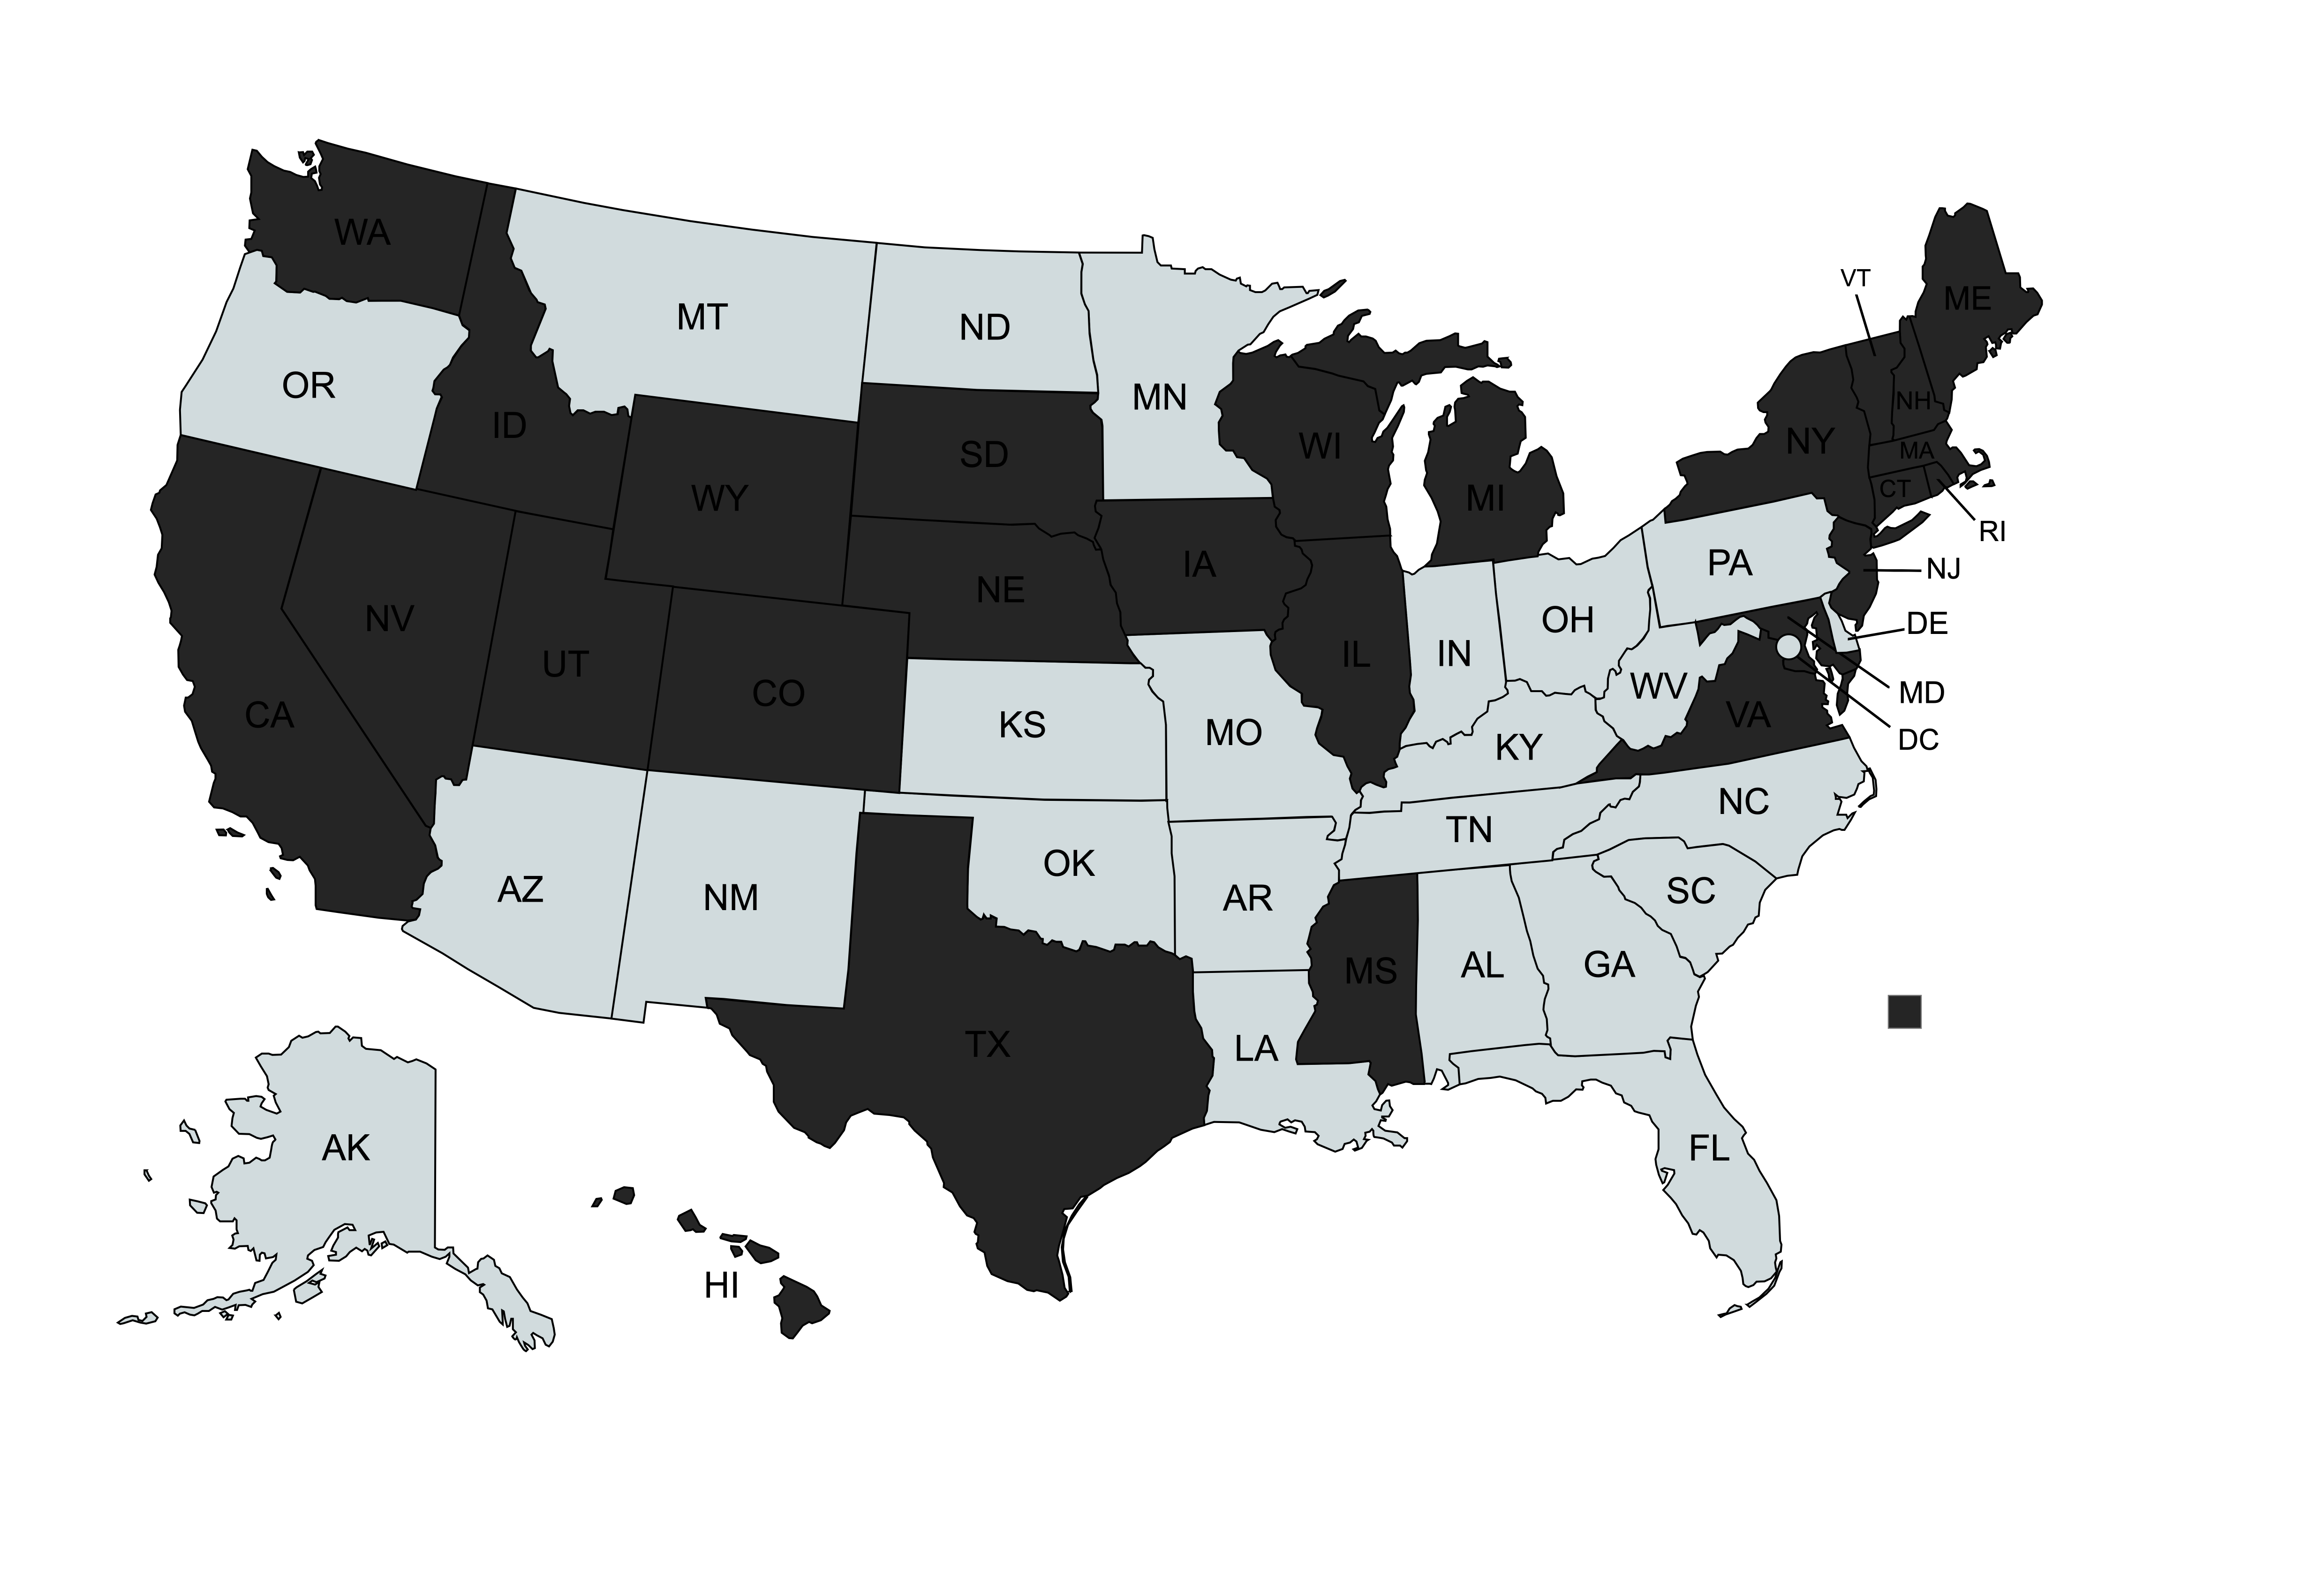 WA
MT
ND
VT
ME
OR
MN
ID
NH
NY
WI
MA
SD
CT
WY
MI
RI
PA
IA
NJ
NE
NV
OH
DE
UT
IL
IN
WV
CO
MD
CA
VA
KS
MO
DC
KY
NC
TN
OK
AZ
SC
NM
AR
MS
AL
GA
TX
LA
AK
FL
HI